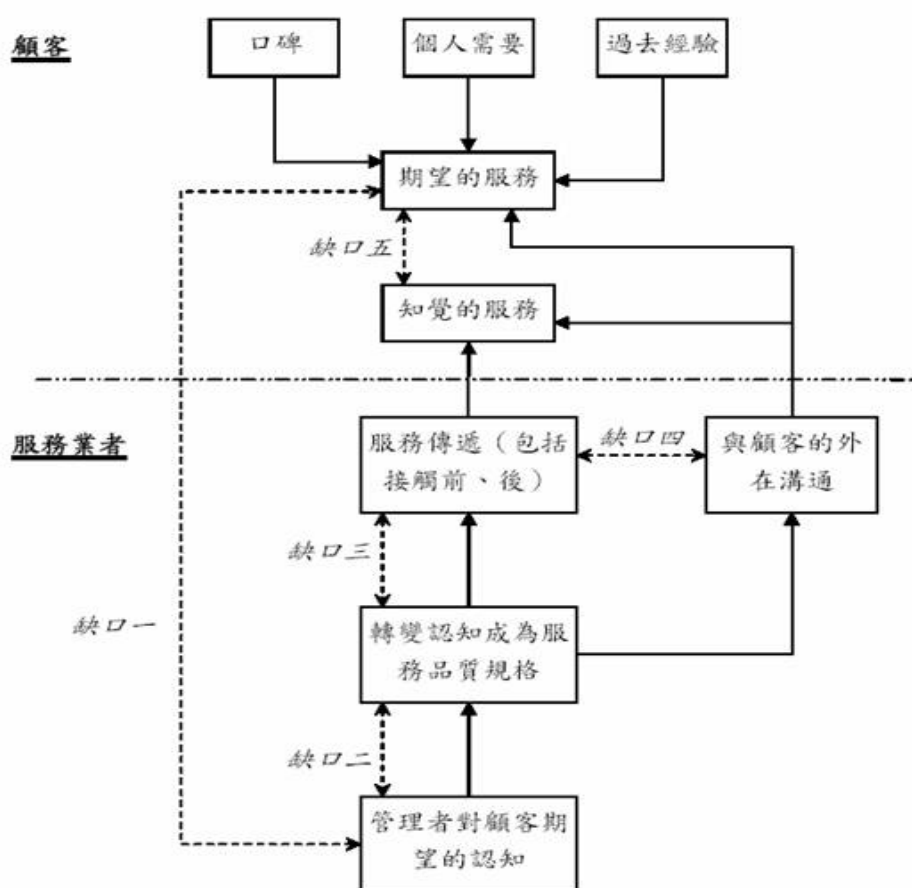 顧客
口碑
個人需要
過去經驗
期望的服務
缺口五
知覺的服務
服務業者
服務傳遞（包括
接觸前、後）
缺口四
與顧客的外
在溝通
缺口三
缺口一
轉變認知成為服
務品質規格
缺口二
管理者對顧客期
望的認知